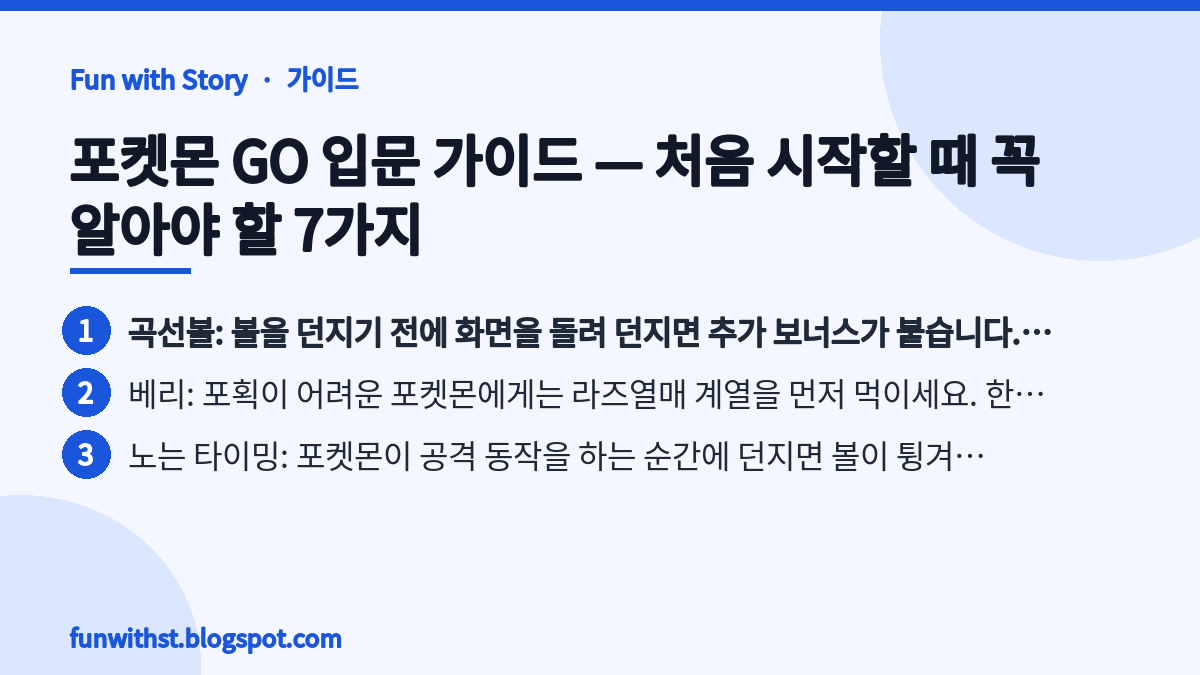 Fun with Story · 가이드
포켓몬 GO 입문 가이드 — 처음 시작할 때 꼭
알아야 할 7가지
1 곡선볼: 볼을 던지기 전에 화면을 돌려 던지면 추가 보너스가 붙습니다.…
2 베리: 포획이 어려운 포켓몬에게는 라즈열매 계열을 먼저 먹이세요. 한…
3 노는 타이밍: 포켓몬이 공격 동작을 하는 순간에 던지면 볼이 튕겨…
funwithst.blogspot.com